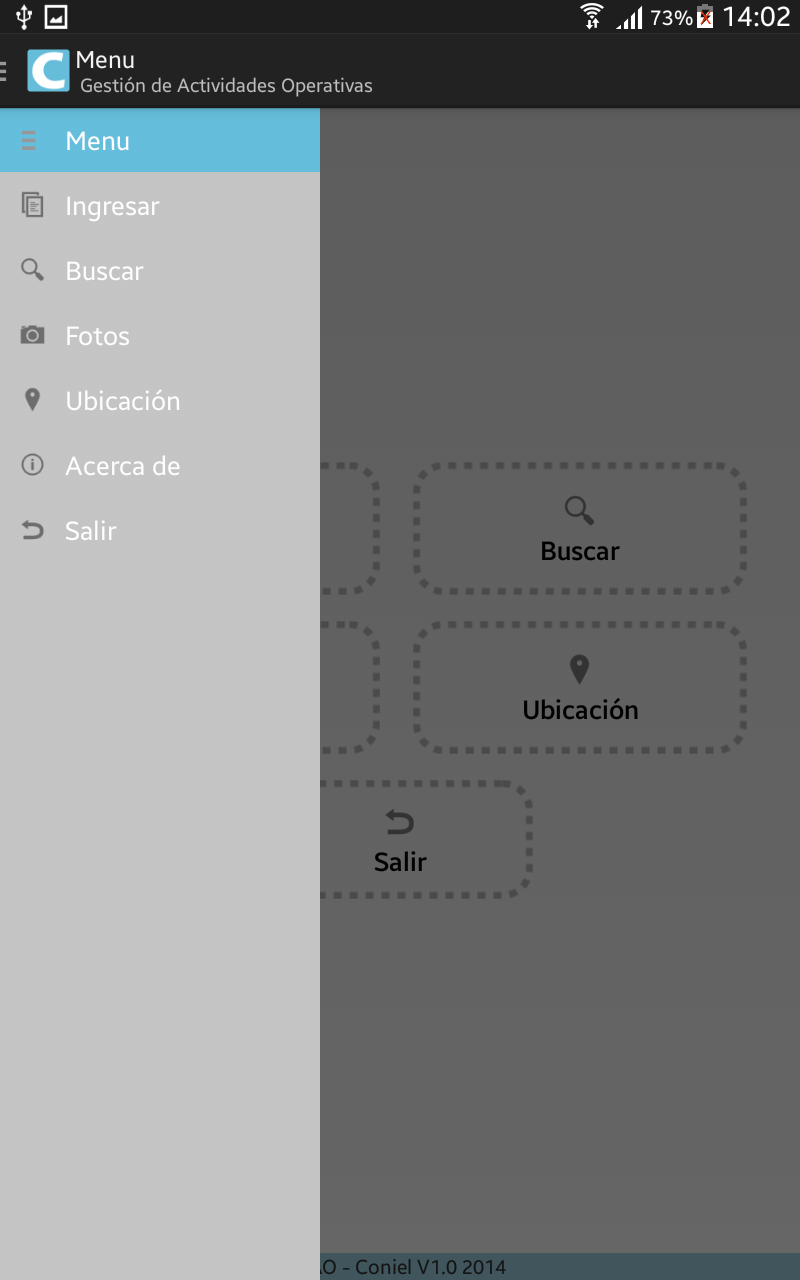 73% 14:02
C Menu
Gestión de Actividades Operativas
Menu
Ingresar
Buscar
Fotos
Ubicación
Acerca de
Salir
Buscar
Ubicación
Salir
O - Coniel V1.0 2014